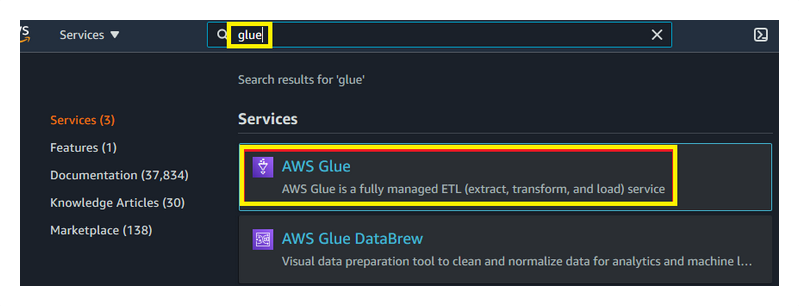 Services ▼
glue
Search results for 'glue'
Services (3)
Features (1)
Documentation (37,834)
Knowledge Articles (30)
Marketplace (138)
Services
AWS Glue
AWS Glue is a fully managed ETL (extract, transform, and load) service
AWS Glue DataBrew
Visual data preparation tool to clean and normalize data for analytics and machine l...